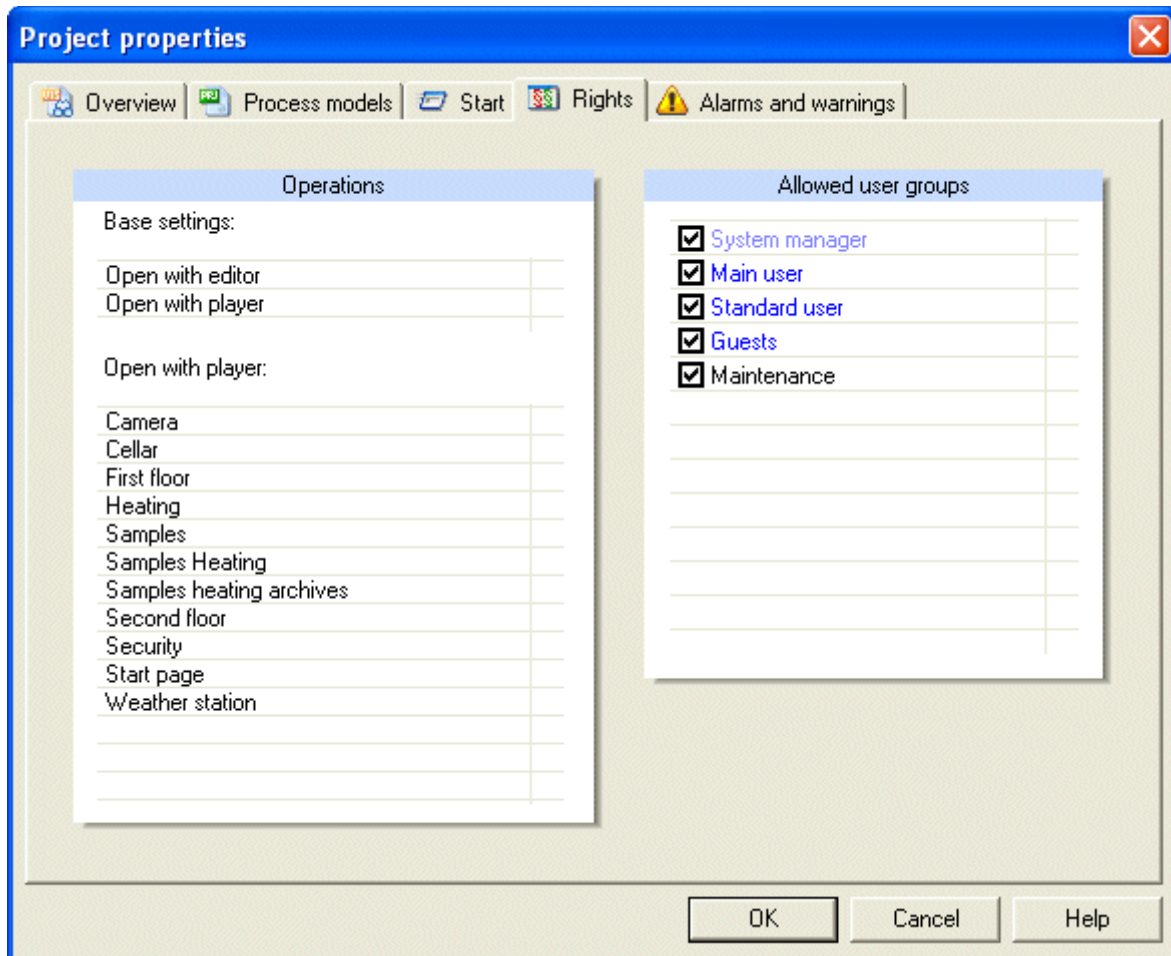 Project properties
Overview Process models Start Rights Alarms and warnings
Operations
Base settings:
Open with editor
Open with player
Open with player:
Camera
Cellar
First floor
Heating
Samples
Samples Heating
Samples heating archives
Second floor
Security
Start page
Weather station
Allowed user groups
System manager
Main user
Standard user
Guests
Maintenance
OK Cancel Help